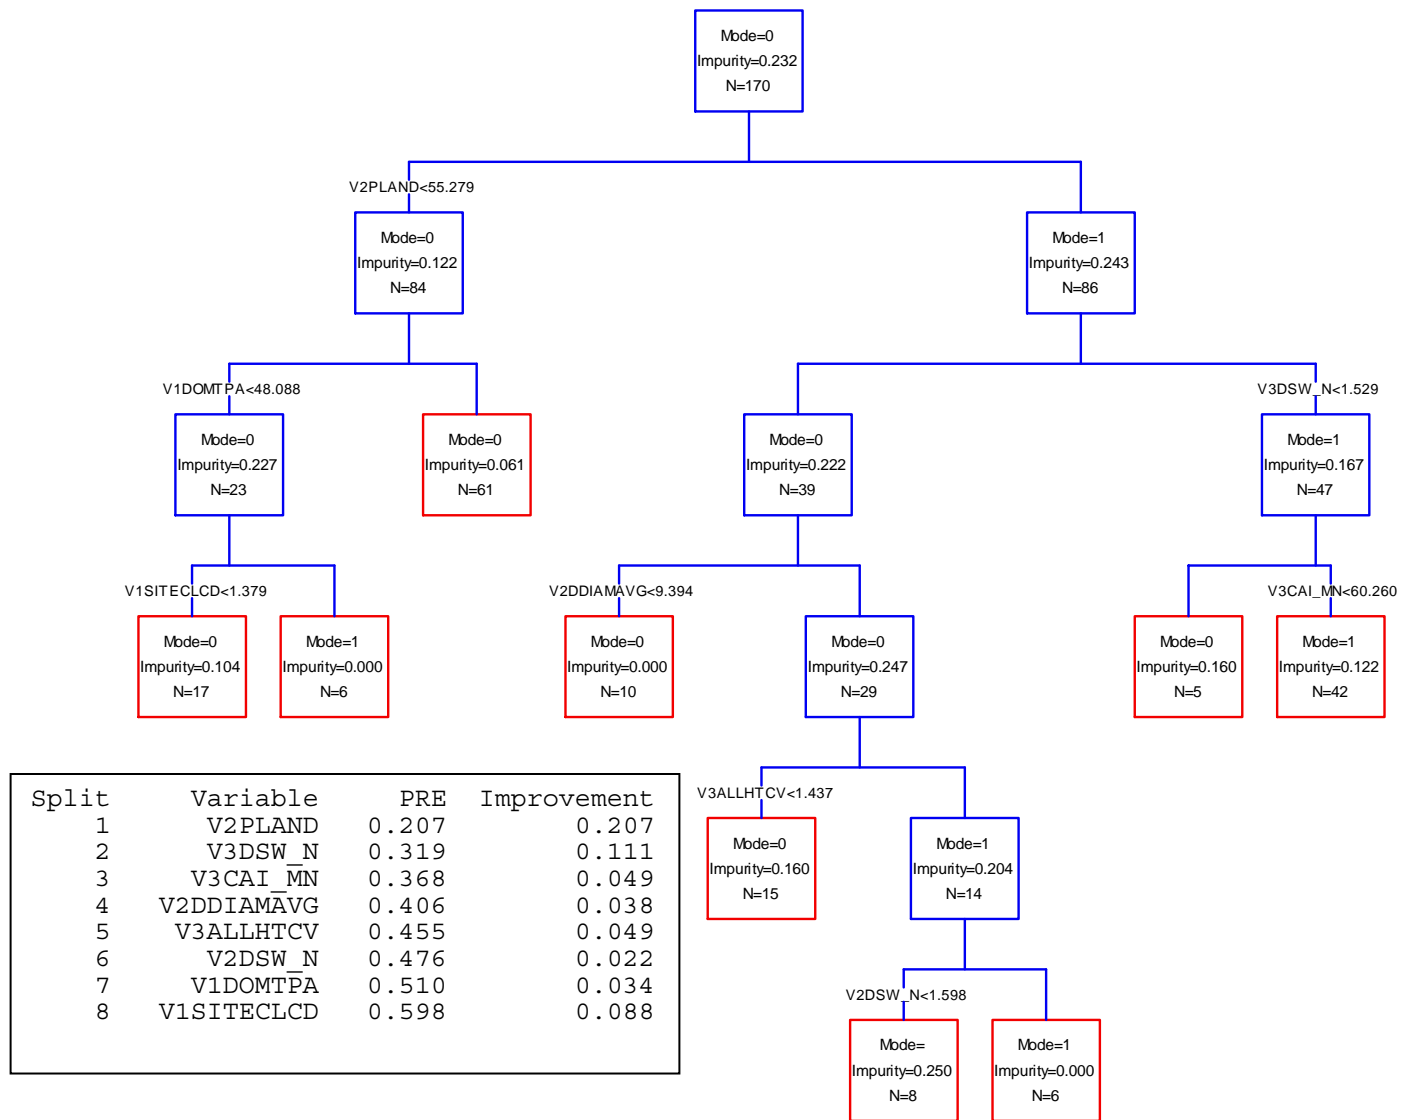 Mode=0
Impurity=0.232
N=170
V2PLAND<55.279
Mode=0
Impurity=0.122
N=84
Mode=1
Impurity=0.243
N=86
V1DOMTPA<48.088
V3DSW_N<1.529
Mode=0
Impurity=0.227
N=23
Mode=0
Impurity=0.061
N=61
Mode=0
Impurity=0.222
N=39
Mode=1
Impurity=0.167
N=47
V1SITECLCD<1.379
V2DDIAMAVG<9.394
V3CAI_MN<60.260
Mode=0
Impurity=0.104
N=17
Mode=1
Impurity=0.000
N=6
Mode=0
Impurity=0.000
N=10
Mode=0
Impurity=0.247
N=29
Mode=0
Impurity=0.160
N=5
Mode=1
Impurity=0.122
N=42
V3ALLHTCV<1.437
Mode=0
Impurity=0.160
N=15
Mode=1
Impurity=0.204
N=14
V2DSW_N<1.598
Mode=
Impurity=0.250
N=8
Mode=1
Impurity=0.000
N=6
Split Variable PRE Improvement
1 V2PLAND 0.207 0.207
2 V3DSW_N 0.319 0.111
3 V3CAI_MN 0.368 0.049
4 V2DDIAMAVG 0.406 0.038
5 V3ALLHTCV 0.455 0.049
6 V2DSW_N 0.476 0.022
7 V1DOMTPA 0.510 0.034
8 V1SITECLCD 0.598 0.088